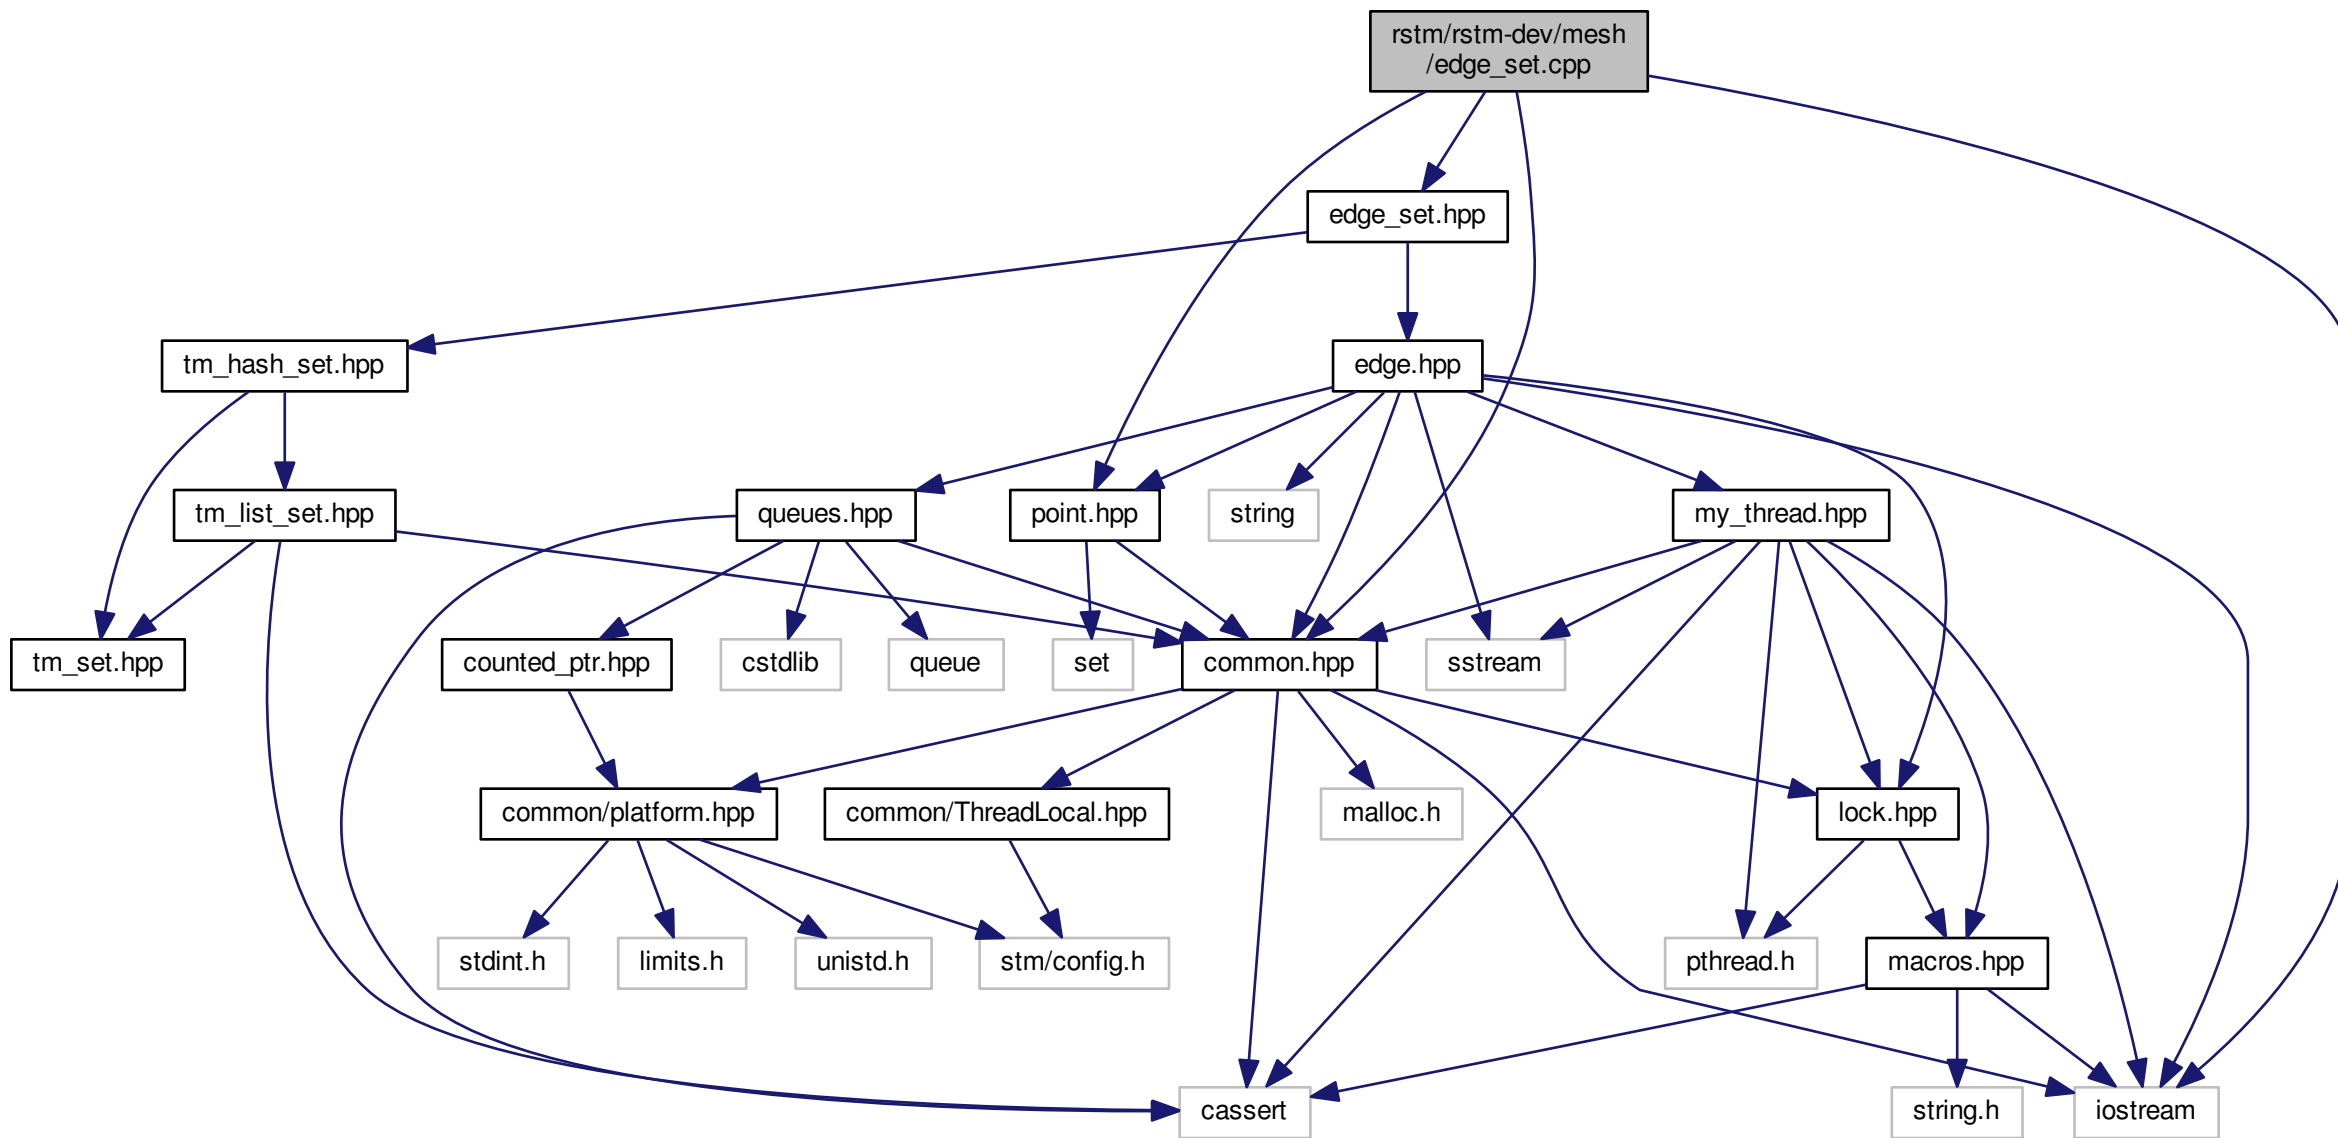 rstm/rstm-dev/mesh
/edge_set.cpp
edge_set.hpp
tm_hash_set.hpp
edge.hpp
tm_list_set.hpp
queues.hpp
point.hpp
string
my_thread.hpp
tm_set.hpp
counted_ptr.hpp
cstdlib
queue
set
common.hpp
sstream
common/platform.hpp
common/ThreadLocal.hpp
malloc.h
lock.hpp
stdint.h
limits.h
unistd.h
stm/config.h
pthread.h
macros.hpp
cassert
string.h
iostream